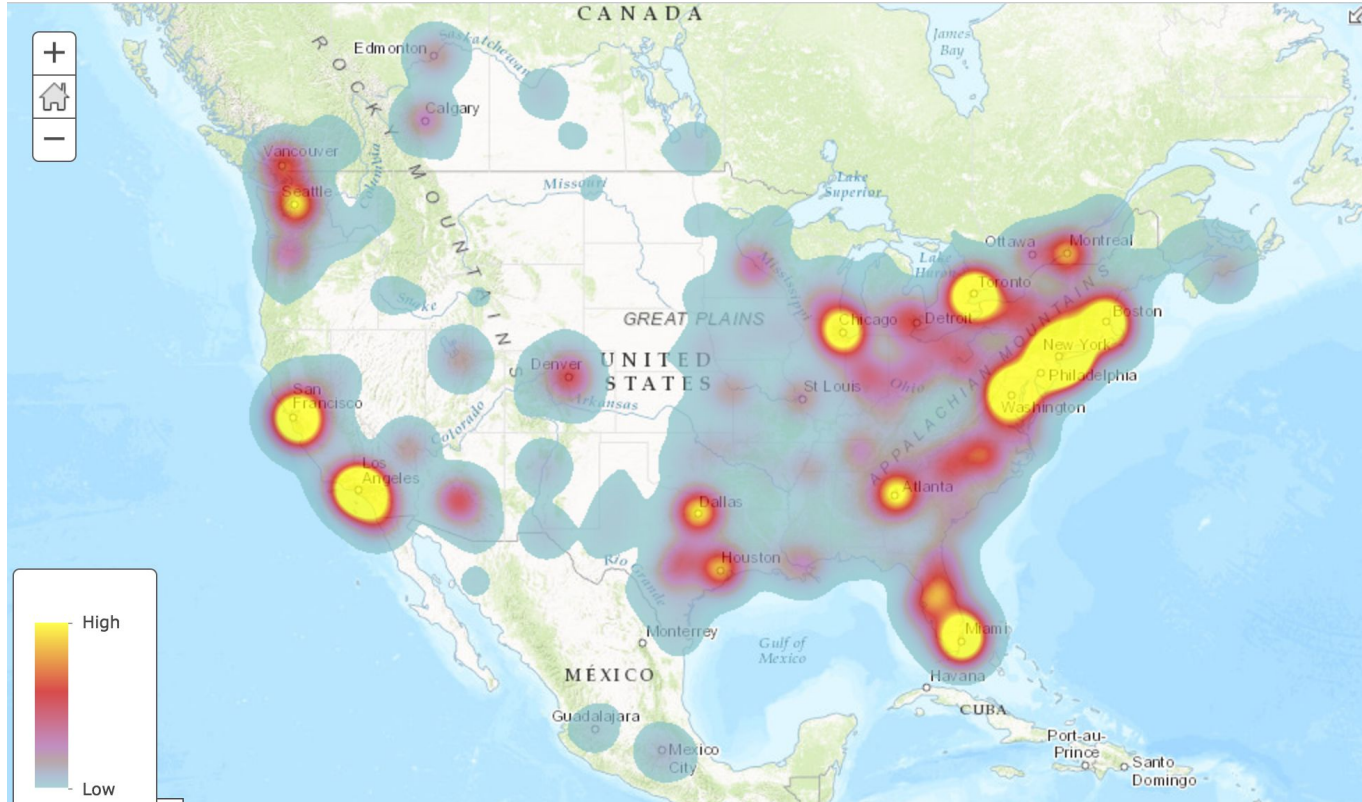 CANADA
Edmonton
Saskatchewan
James
Bay
ROCKY MOUNTAINS
Calgary
Vancouver
Columbia
Seattle
Missouri
Lake
Superior
Ottawa
Montreal
Mississippi
Lake
Huron
Toronto
Snake
GREAT PLAINS
Chicago
Detroit
Boston
New York
Denver
UNITED
STATES
St Louis
Ohio
APPALACHIAN MOUNTAINS
Philadelphia
Washington
San
Francisco
Arkansas
Colorado
Los
Angeles
Atlanta
Dallas
Houston
Rio Grande
Monterrey
Gulf of
Mexico
Miami
Havana
MÉXICO
CUBA
Guadalajara
Mexico
City
Port-au-
Prince
Santo
Domingo
High
Low